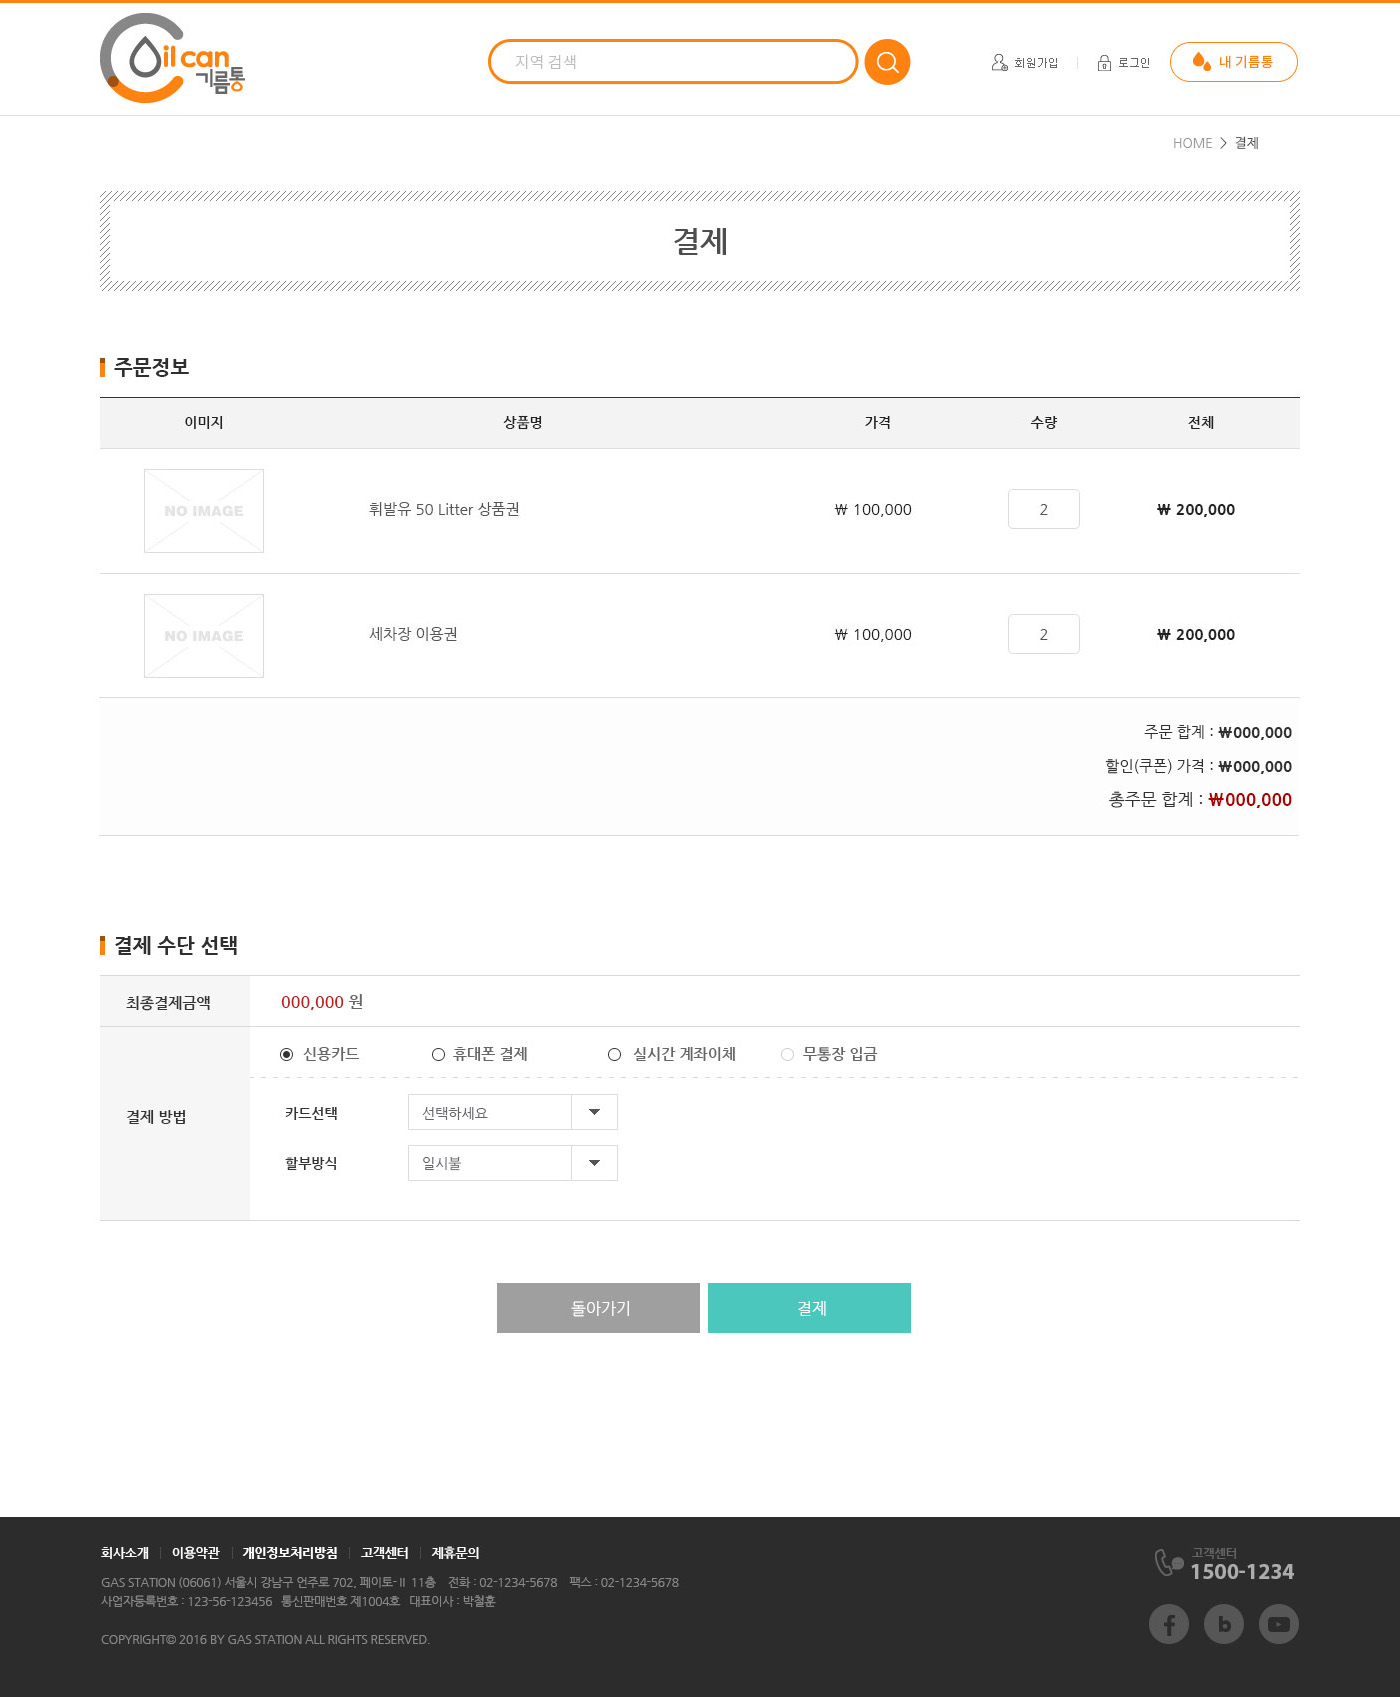 il can
기름통
지역 검색
회원가입
로그인
내 기름통
HOME > 결제
결제
주문정보
이미지 상품명 가격 수량 전체
NO IMAGE 휘발유 50 Litter 상품권 ₩ 100,000 2 ₩ 200,000
NO IMAGE 세차장 이용권 ₩ 100,000 2 ₩ 200,000
주문 합계 : ₩000,000
할인(쿠폰) 가격 : ₩000,000
총주문 합계 : ₩000,000
결제 수단 선택
최종결제금액 000,000 원
신용카드 휴대폰 결제 실시간 계좌이체 무통장 입금
결제 방법
카드선택 선택하세요
할부방식 일시불
돌아가기 결제
회사소개 이용약관 개인정보처리방침 고객센터 제휴문의
GAS STATION (06061) 서울시 강남구 언주로 702, 페이토-II 11층 전화 : 02-1234-5678 팩스 : 02-1234-5678
사업자등록번호 : 123-56-123456 통신판매번호 제1004호 대표이사 : 박철훈
COPYRIGHT© 2016 BY GAS STATION ALL RIGHTS RESERVED.
고객센터
1500-1234